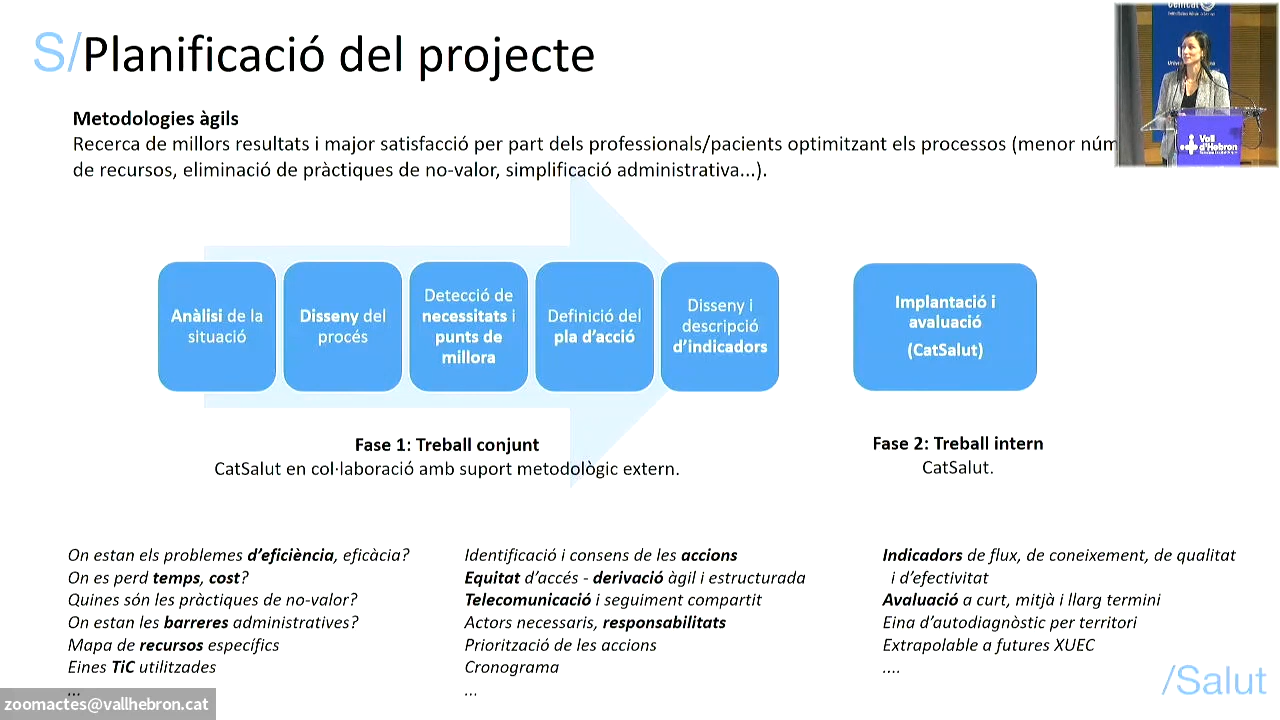 S/Planificació del projecte
Metodologies àgils
Recerca de millors resultats i major satisfacció per part dels professionals/pacients optimitzant els processos (menor núm
de recursos, eliminació de pràctiques de no-valor, simplificació administrativa...).
Vall
d'Hebron
Anàlisi de la
situació
Disseny del
procés
Detecció de
necessitats i
punts de
millora
Definició del
pla d'acció
Disseny i
descripció
d'indicadors
Implantació i
avaluació
(CatSalut)
Fase 1: Treball conjunt
CatSalut en col·laboració amb suport metodològic extern.
Fase 2: Treball intern
CatSalut.
On estan els problemes d'eficiència, eficàcia?
On es perd temps, cost?
Quines són les pràctiques de no-valor?
On estan les barreres administratives?
Mapa de recursos específics
Eines TiC utilitzades
...
Identificació i consens de les accions
Equitat d'accés - derivació àgil i estructurada
Telecomunicació i seguiment compartit
Actors necessaris, responsabilitats
Priorització de les accions
Cronograma
...
Indicadors de flux, de coneixement, de qualitat
i d'efectivitat
Avaluació a curt, mitjà i llarg termini
Eina d'autodiagnòstic per territori
Extrapolable a futures XUEC
....
/Salut
zoomactes@vallhebron.cat